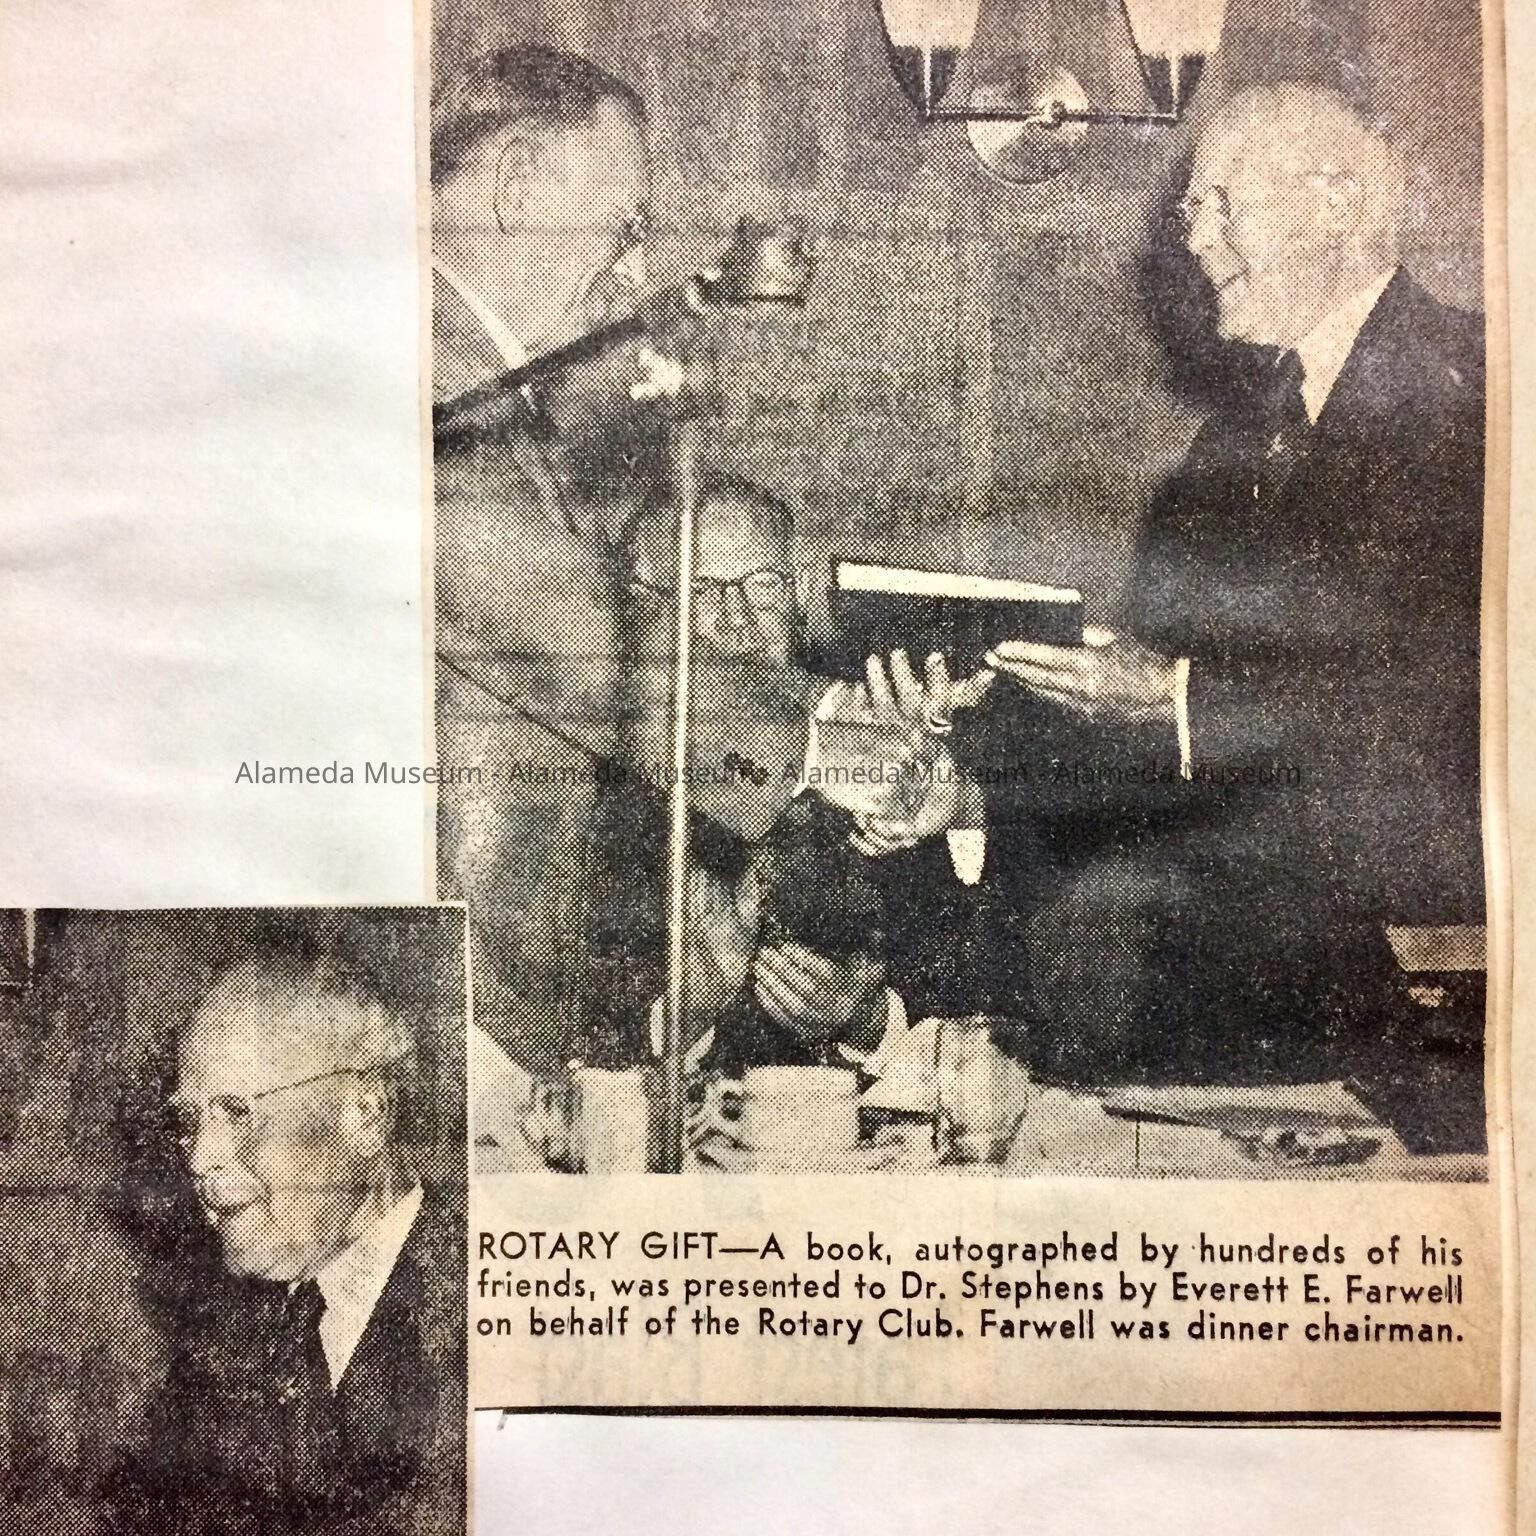 Alameda Museum - Alameda Museum - Alameda Museum - Alameda Museum
ROTARY GIFT—A book, autographed by hundreds of his
friends, was presented to Dr. Stephens by Everett E. Farwell
on behalf of the Rotary Club. Farwell was dinner chairman.